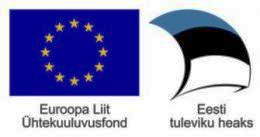 Euroopa Liit
Ühtekuuluvusfond
Eesti
tuleviku heaks